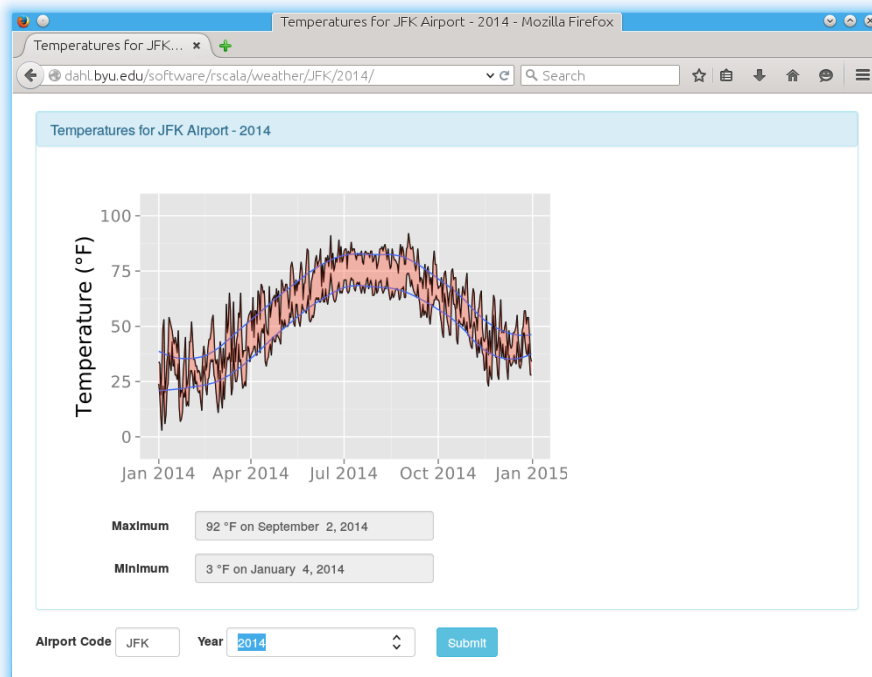 Temperatures for JFK Airport - 2014 - Mozilla Firefox
Temperatures for JFK...
dahl.byu.edu/software/rscala/weather/JFK/2014/
Search
Temperatures for JFK Airport - 2014
Temperature (°F)
100
75
50
25
0
Jan 2014 Apr 2014 Jul 2014 Oct 2014 Jan 2015
Maximum 92 °F on September 2, 2014
Minimum 3 °F on January 4, 2014
Airport Code JFK Year 2014 Submit